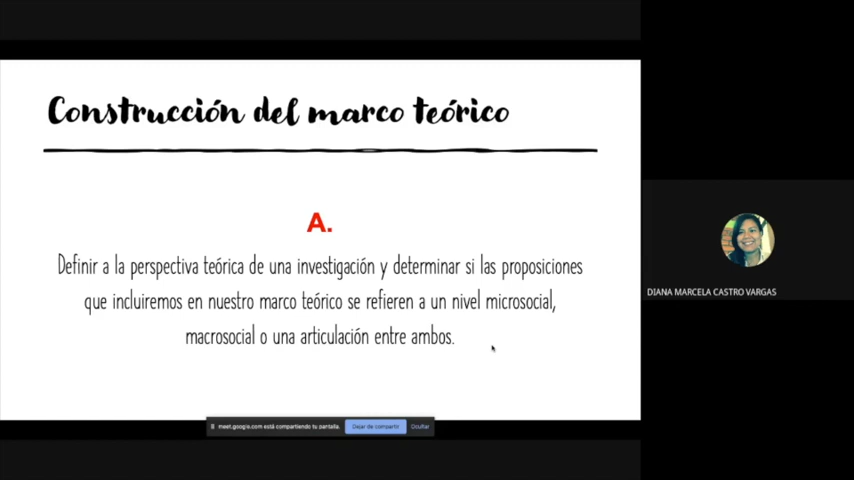 Construcción del marco teórico
A.
Definir a la perspectiva teórica de una investigación y determinar si las proposiciones
que incluiremos en nuestro marco teórico se refieren a un nivel microsocial,
macrosocial o una articulación entre ambos.
DIANA MARCELA CASTRO VARGAS
meet.google.com está compartiendo tu pantalla. Dejar de compartir Ocultar